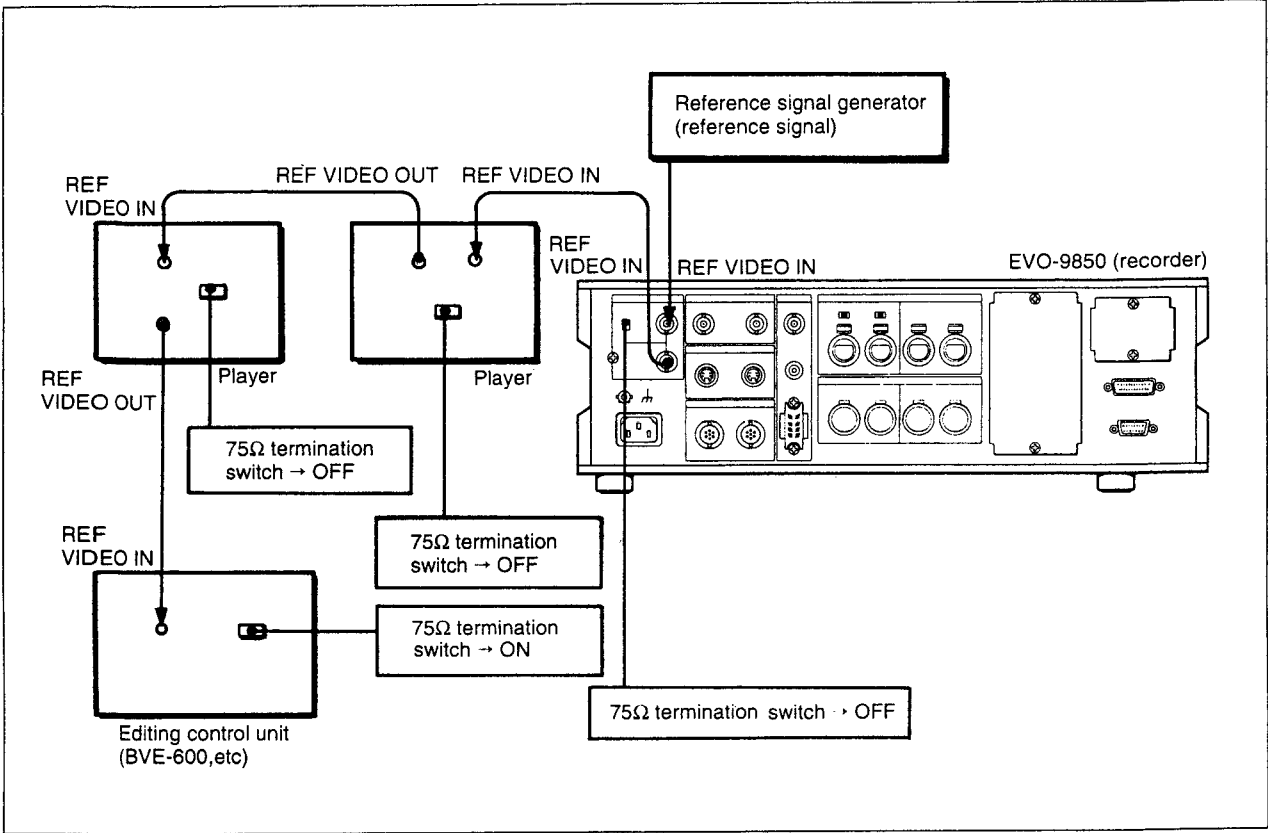 Reference signal generator
(reference signal)
REF VIDEO OUT
REF VIDEO IN
REF
VIDEO IN
REF
VIDEO IN
REF VIDEO IN
EVO-9850 (recorder)
Player
Player
REF
VIDEO OUT
75Ω termination
switch → OFF
75Ω termination
switch → OFF
REF
VIDEO IN
75Ω termination
switch → ON
75Ω termination switch → OFF
Editing control unit
(BVE-600,etc)